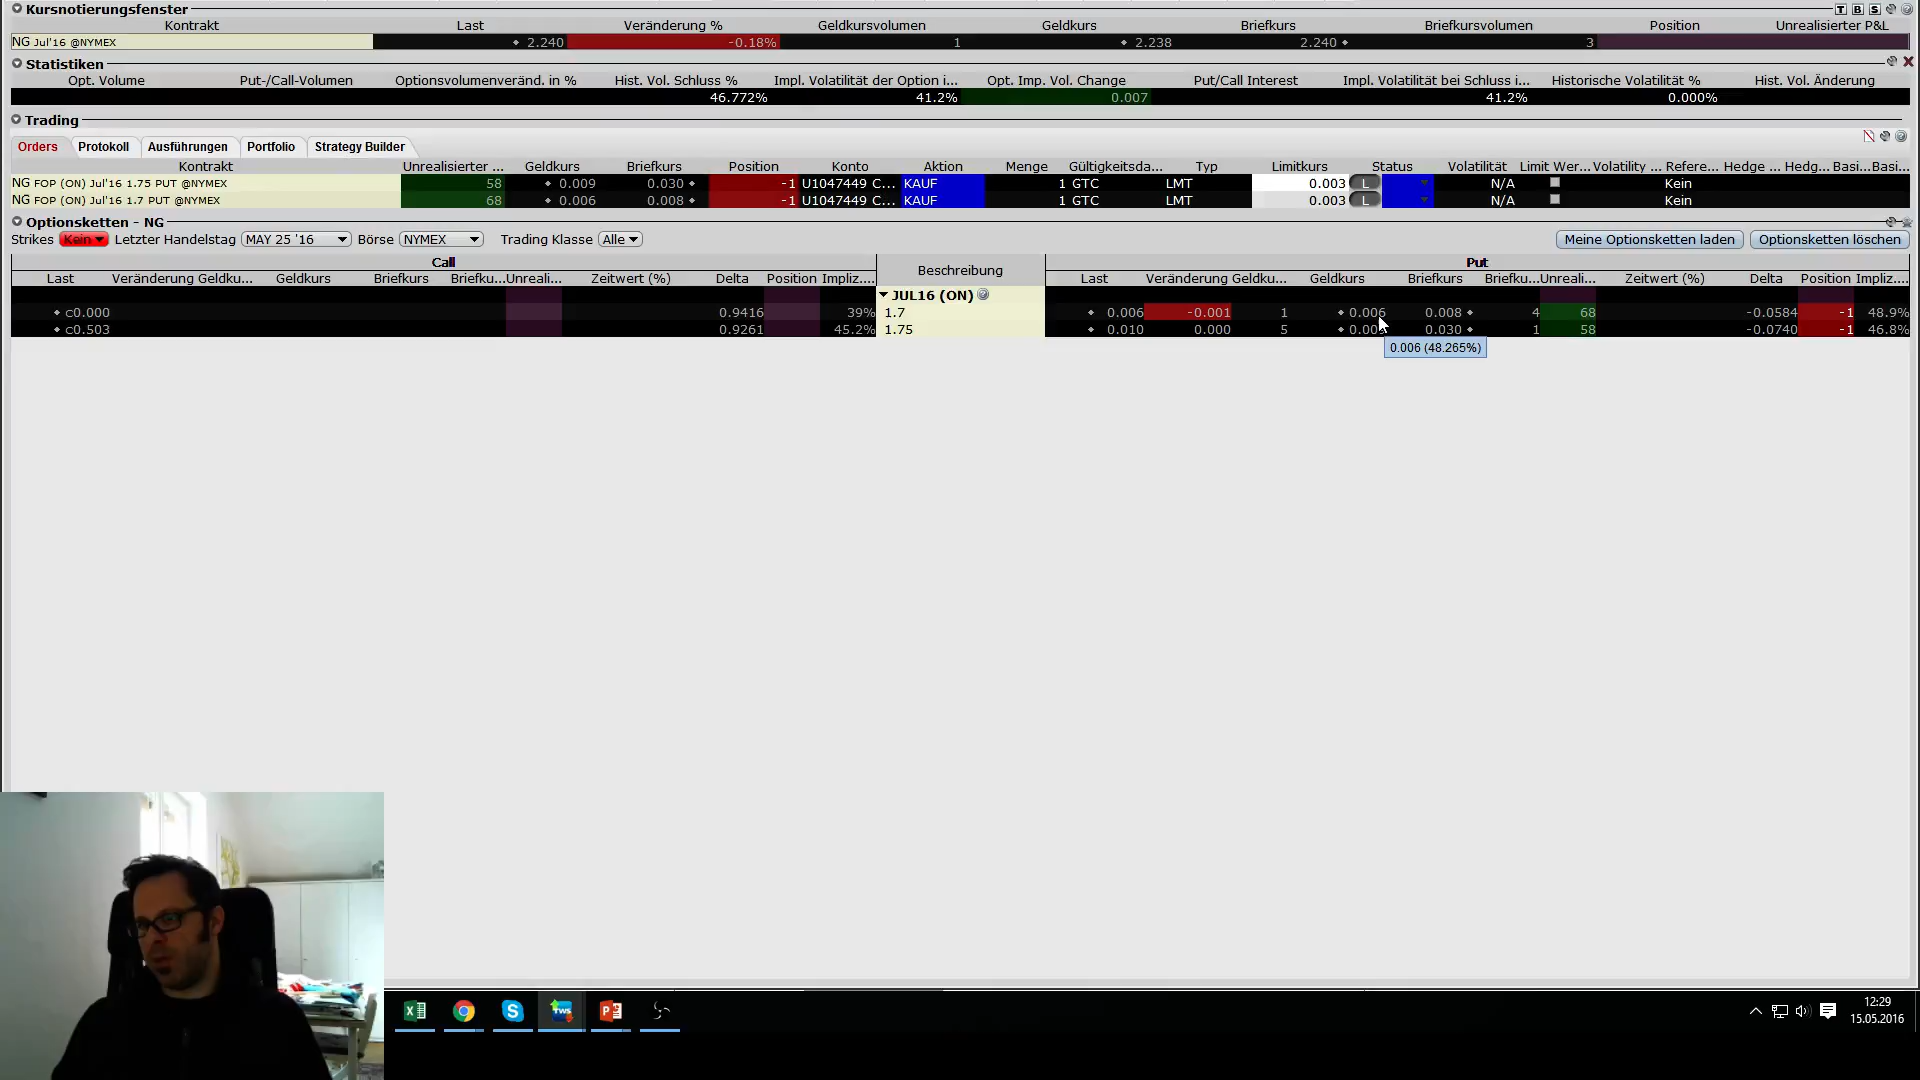 Kursnotierungsfenster T B S
Kontrakt Last Veränderung % Geldkursvolumen Geldkurs Briefkurs Briefkursvolumen Position Unrealisierter P&L
NG Jul'16 @NYMEX 2.240 -0.18% 1 2.238 2.240 3
Statistiken
Opt. Volume Put-/Call-Volumen Optionsvolumenveränd. in % Hist. Vol. Schluss % Impl. Volatilität der Option i... Opt. Imp. Vol. Change Put/Call Interest Impl. Volatilität bei Schluss i... Historische Volatilität % Hist. Vol. Änderung
46.772% 41.2% 0.007 41.2% 0.000%
Trading
Orders Protokoll Ausführungen Portfolio Strategy Builder
Kontrakt Unrealisierter ... Geldkurs Briefkurs Position Konto Aktion Menge Gültigkeitsda... Typ Limitkurs Status Volatilität Limit Wer... Volatility ... Refere... Hedge ... Hedg... Basi... Basi...
NG FOP (ON) Jul'16 1.75 PUT @NYMEX 58 0.009 0.030 -1 U1047449 C... KAUF 1 GTC LMT 0.003 L N/A Kein
NG FOP (ON) Jul'16 1.7 PUT @NYMEX 68 0.006 0.008 -1 U1047449 C... KAUF 1 GTC LMT 0.003 L N/A Kein
Optionsketten - NG
Strikes Kein Letzter Handelstag MAY 25 '16 Börse NYMEX Trading Klasse Alle Meine Optionsketten laden Optionsketten löschen
Call Beschreibung Put
Last Veränderung Geldku... Geldkurs Briefkurs Briefku... Unreali... Zeitwert (%) Delta Position Impliz.... Last Veränderung Geldku... Geldkurs Briefkurs Briefku... Unreali... Zeitwert (%) Delta Position Impliz....
JUL16 (ON)
c0.000 0.9416 39% 1.7 0.006 -0.001 1 0.006 0.008 4 68 -0.0584 -1 48.9%
c0.503 0.9261 45.2% 1.75 0.010 0.000 5 0.030 1 58 -0.0740 -1 46.8%
0.006 (48.265%)
TWS
12:29
15.05.2016